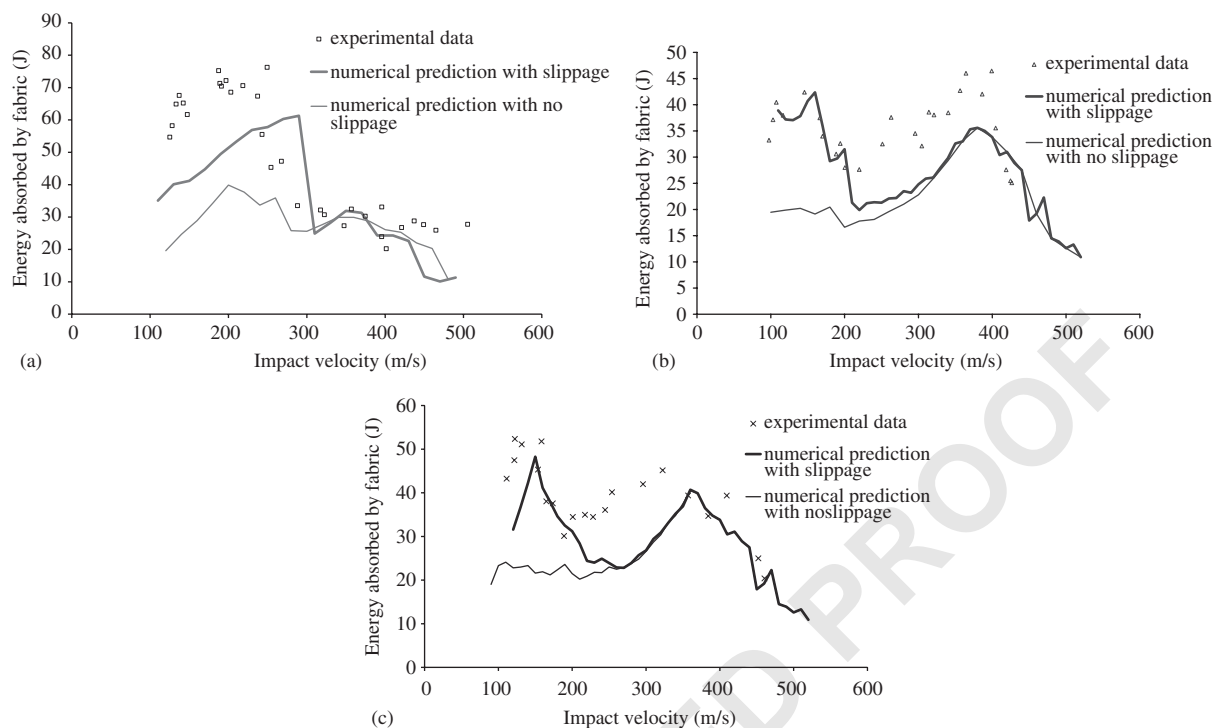 90
80
70
60
50
40
30
20
10
0
0
100
200
300
400
500
600
Energy absorbed by fabric (J)
Impact velocity (m/s)
experimental data
numerical prediction with slippage
numerical prediction with no
slippage
(a)
50
45
40
35
30
25
20
15
10
5
0
0
100
200
300
400
500
600
Energy absorbed by fabric (J)
Impact velocity (m/s)
experimental data
numerical prediction
with slippage
numerical prediction
with no slippage
(b)
60
50
40
30
20
10
0
0
100
200
300
400
500
600
Energy absorbed by fabric (J)
Impact velocity (m/s)
experimental data
numerical prediction
with slippage
numerical prediction
with noslippage
(c)
ED PROOF